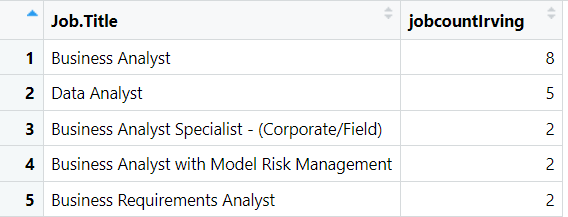 Job.Title jobcountIrving
1 Business Analyst 8
2 Data Analyst 5
3 Business Analyst Specialist - (Corporate/Field) 2
4 Business Analyst with Model Risk Management 2
5 Business Requirements Analyst 2